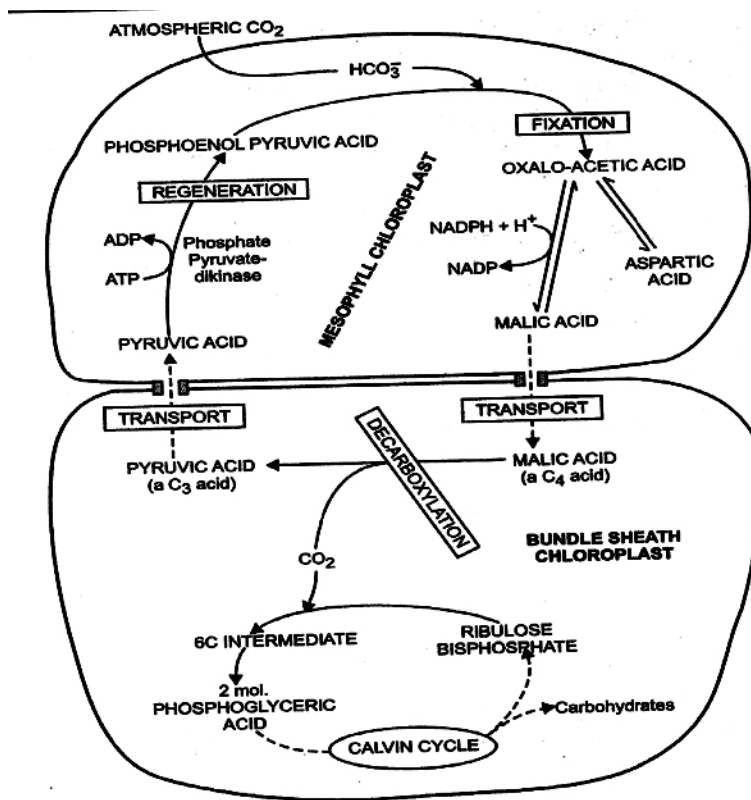 ATMOSPHERIC CO₂
HCO₃⁻
FIXATION
PHOSPHOENOL PYRUVIC ACID
OXALO-ACETIC ACID
REGENERATION
MESOPHYLL CHLOROPLAST
ADP
ATP
Phosphate
Pyruvate-
dikinase
NADPH + H⁺
NADP
ASPARTIC
ACID
PYRUVIC ACID
MALIC ACID
TRANSPORT
TRANSPORT
DECARBOXYLATION
PYRUVIC ACID
(a C₃ acid)
MALIC ACID
(a C₄ acid)
BUNDLE SHEATH
CHLOROPLAST
CO₂
6C INTERMEDIATE
RIBULOSE
BISPHOSPHATE
2 mol.
PHOSPHOGLYCERIC
ACID
Carbohydrates
CALVIN CYCLE